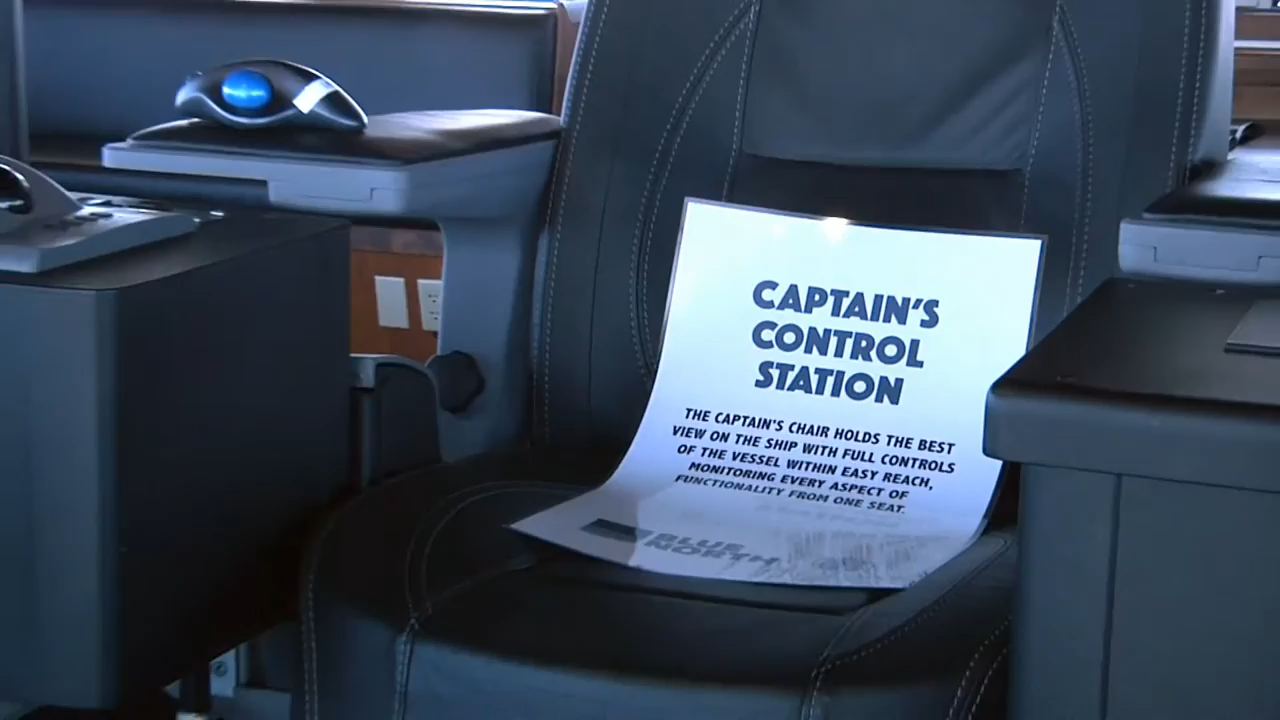 CAPTAIN'S
CONTROL
STATION
THE CAPTAIN'S CHAIR HOLDS THE BEST
VIEW ON THE SHIP WITH FULL CONTROLS
OF THE VESSEL WITHIN EASY REACH,
MONITORING EVERY ASPECT OF
FUNCTIONALITY FROM ONE SEAT.
BLUE
NORTH